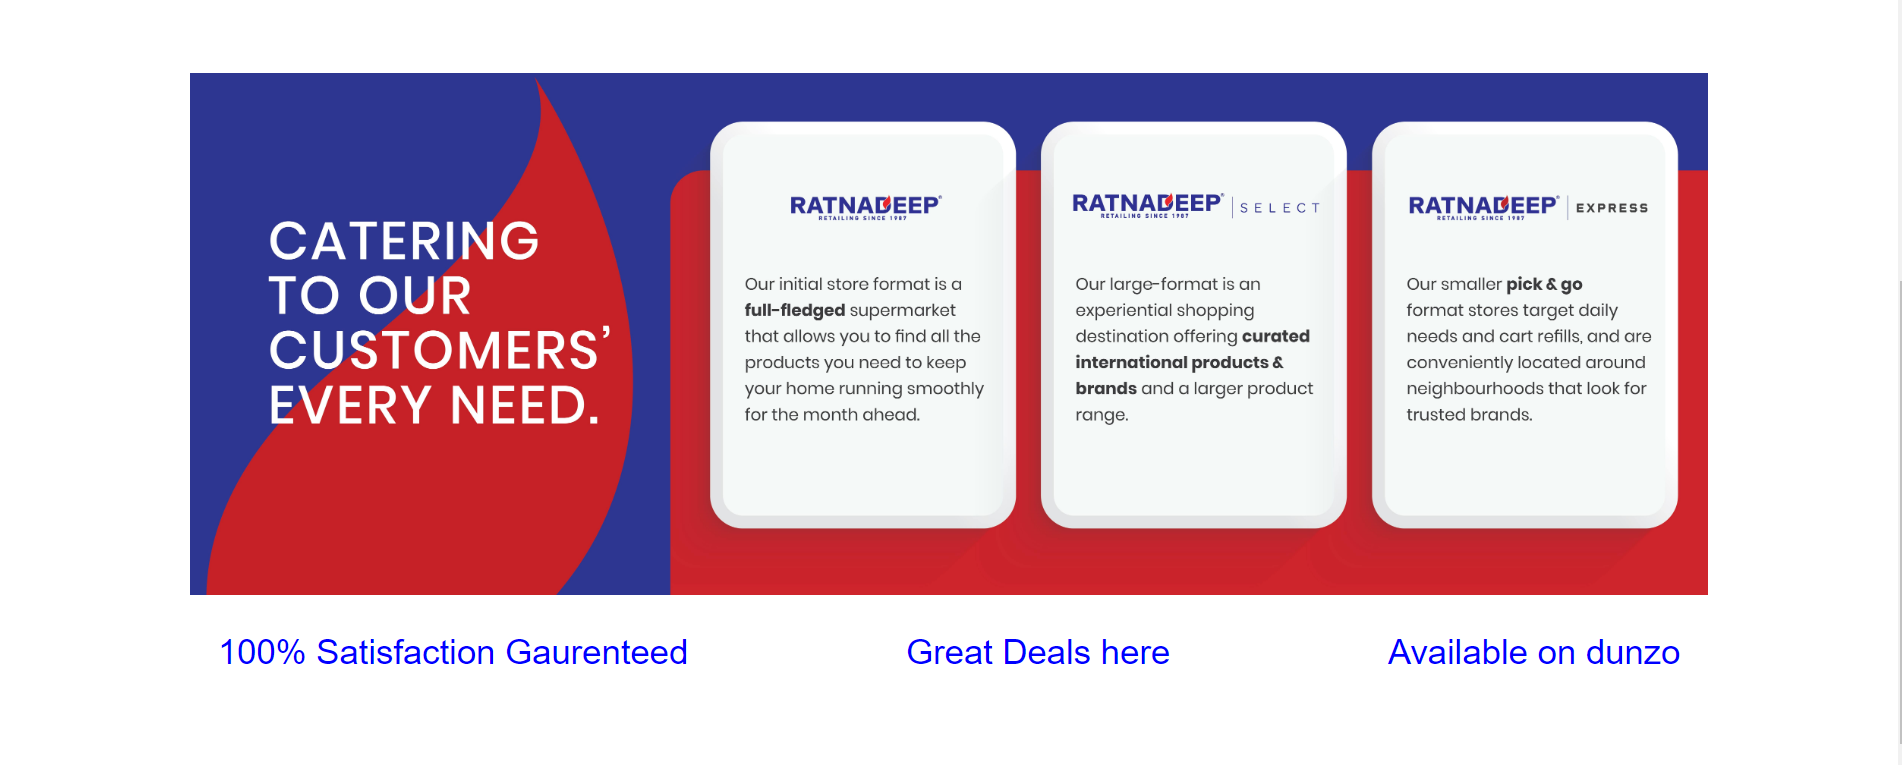 CATERING
TO OUR
CUSTOMERS’
EVERY NEED.
RATNADEEP®
RETAILING SINCE 1987
Our initial store format is a
full-fledged supermarket
that allows you to find all the
products you need to keep
your home running smoothly
for the month ahead.
RATNADEEP® | SELECT
RETAILING SINCE 1987
Our large-format is an
experiential shopping
destination offering curated
international products &
brands and a larger product
range.
RATNADEEP® | EXPRESS
RETAILING SINCE 1987
Our smaller pick & go
format stores target daily
needs and cart refills, and are
conveniently located around
neighbourhoods that look for
trusted brands.
100% Satisfaction Gaurenteed
Great Deals here
Available on dunzo